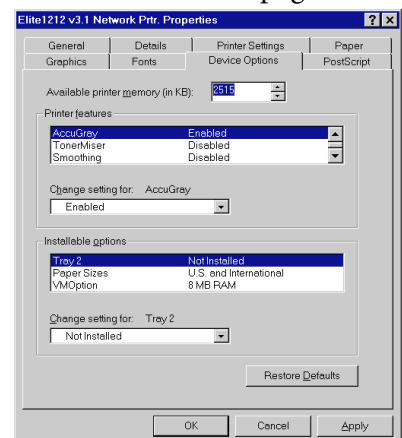 pag
Elite1212 v3.1 Network Prtr. Properties
General Details Printer Settings Paper
Graphics Fonts Device Options PostScript
Available printer memory (in KB): 2515
Printer features
AccuGray Enabled
TonerMiser Disabled
Smoothing Disabled
Change setting for: AccuGray
Enabled
Installable options
Tray 2 Not Installed
Paper Sizes U.S. and International
VMOption 8 MB RAM
Change setting for: Tray 2
Not Installed
Restore Defaults
OK Cancel Apply